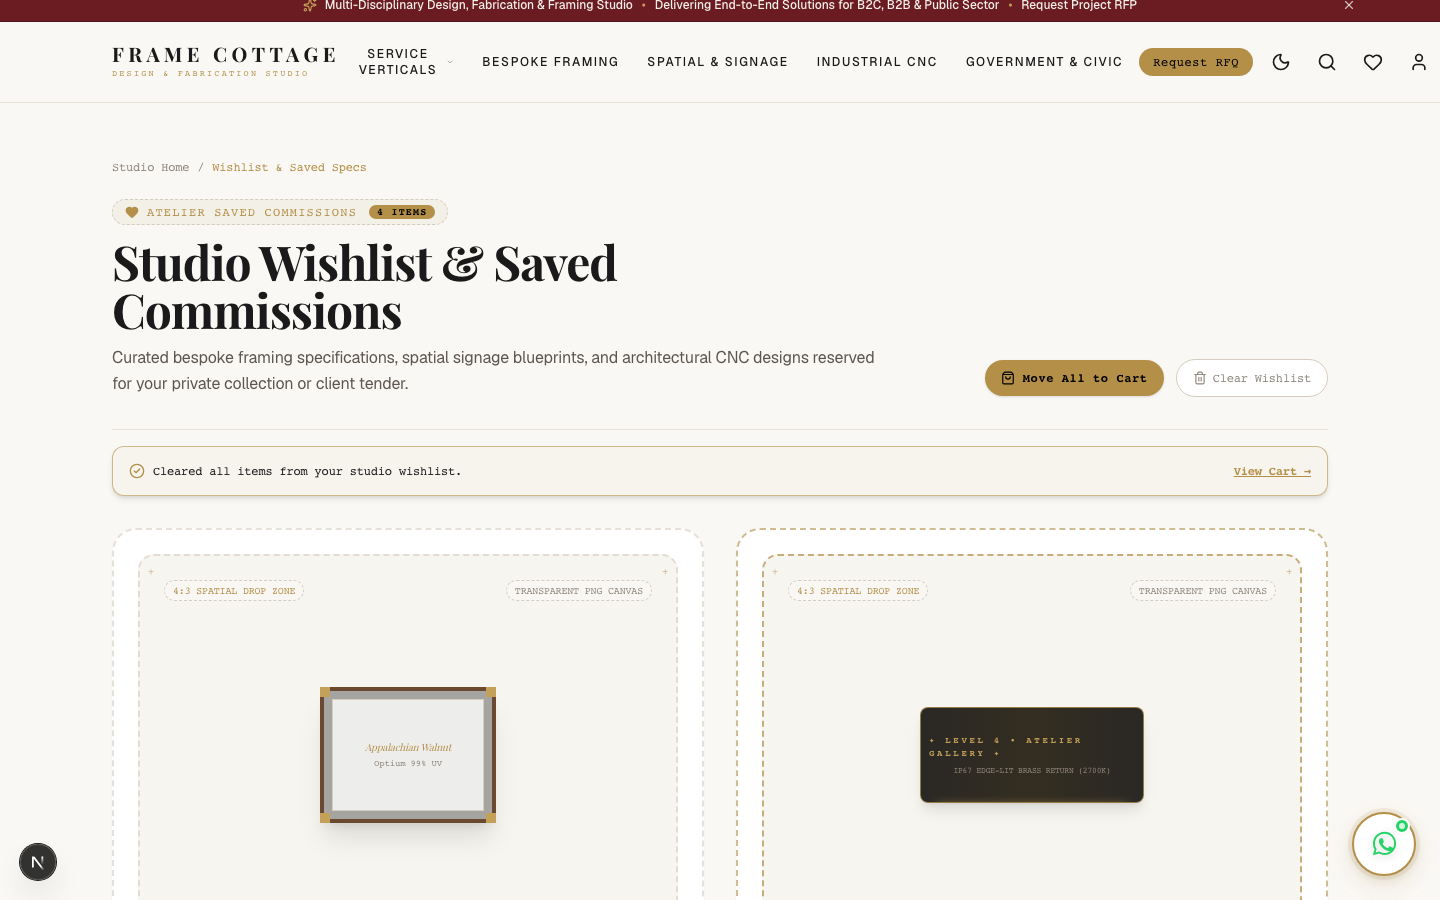 Multi-Disciplinary Design, Fabrication & Framing Studio • Delivering End-to-End Solutions for B2C, B2B & Public Sector • Request Project RFP
FRAME COTTAGE
DESIGN & FABRICATION STUDIO
SERVICE
VERTICALS
BESPOKE FRAMING
SPATIAL & SIGNAGE
INDUSTRIAL CNC
GOVERNMENT & CIVIC
Request RFQ
Studio Home / Wishlist & Saved Specs
ATELIER SAVED COMMISSIONS 4 ITEMS
Studio Wishlist & Saved
Commissions
Curated bespoke framing specifications, spatial signage blueprints, and architectural CNC designs reserved
for your private collection or client tender.
Move All to Cart
Clear Wishlist
Cleared all items from your studio wishlist.
View Cart →
4:3 SPATIAL DROP ZONE
TRANSPARENT PNG CANVAS
Appalachian Walnut
Optium 99% UV
4:3 SPATIAL DROP ZONE
TRANSPARENT PNG CANVAS
✦ LEVEL 4 • ATELIER
GALLERY ✦
IP67 EDGE-LIT BRASS RETURN (2700K)
N